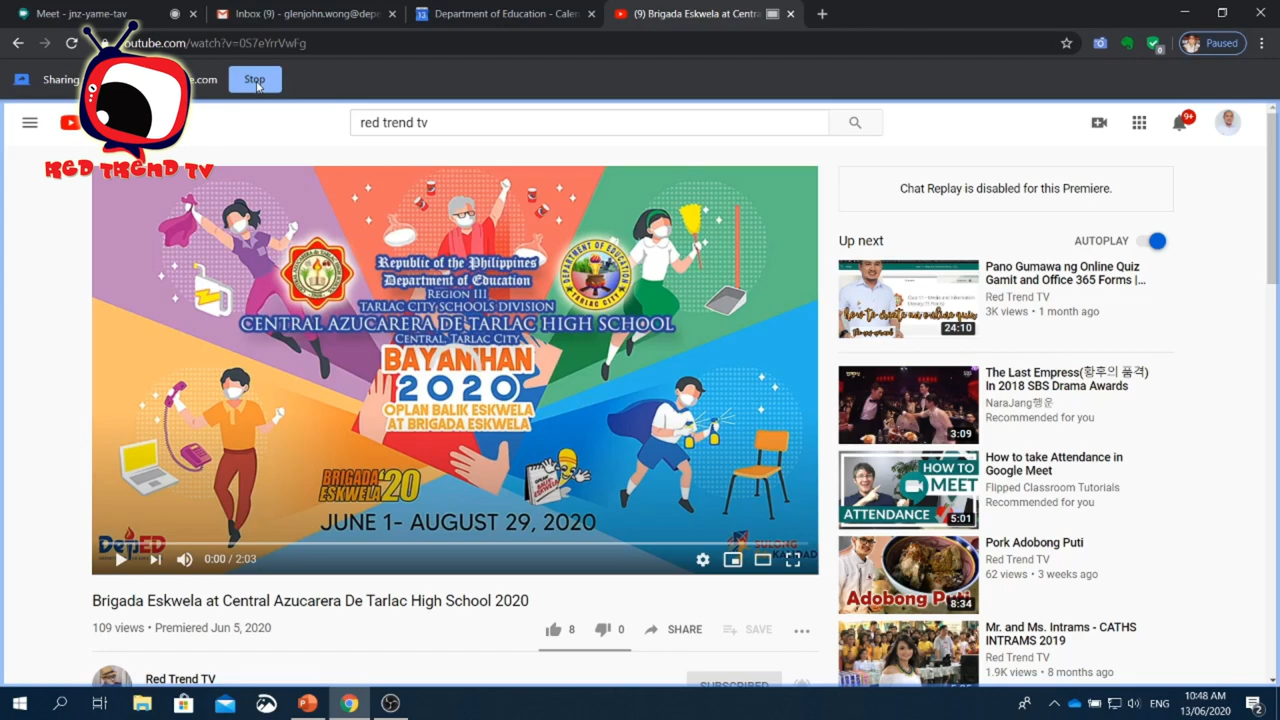 Meet - jnz-yame-tav
Inbox (9) - glenjohn.wong@depe
Department of Education - Calen
(9) Brigada Eskwela at Centra
outube.com/watch?v=0S7eYrrVwFg
Paused
Sharing
.com
Stop
RED TREND TV
red trend tv
9+
Chat Replay is disabled for this Premiere.
Republic of the Philippines
Department of Education
REGION III
TARLAC CITY SCHOOLS DIVISION
CENTRAL AZUCARERA DE TARLAC HIGH SCHOOL
CENTRAL, TARLAC CITY
BAYANIHAN
2020
OPLAN BALIK ESKWELA
AT BRIGADA ESKWELA
BRIGADA
ESKWELA '20
JUNE 1- AUGUST 29, 2020
DepED
SULONG
0:00 / 2:03
Brigada Eskwela at Central Azucarera De Tarlac High School 2020
109 views • Premiered Jun 5, 2020
8
0
SHARE
SAVE
Red Trend TV
SUBSCRIBED
Up next
AUTOPLAY
24:10
Pano Gumawa ng Online Quiz
Gamit and Office 365 Forms |...
Red Trend TV
3K views • 1 month ago
3:09
The Last Empress(황후의 품격)
In 2018 SBS Drama Awards
NaraJang행운
Recommended for you
HOW TO
MEET
ATTENDANCE
5:01
How to take Attendance in
Google Meet
Flipped Classroom Tutorials
Recommended for you
Adobong Puti
8:34
Pork Adobong Puti
Red Trend TV
62 views • 3 weeks ago
Mr. and Ms. Intrams - CATHS
INTRAMS 2019
Red Trend TV
1.9K views • 8 months ago
ENG
10:48 AM
13/06/2020
2